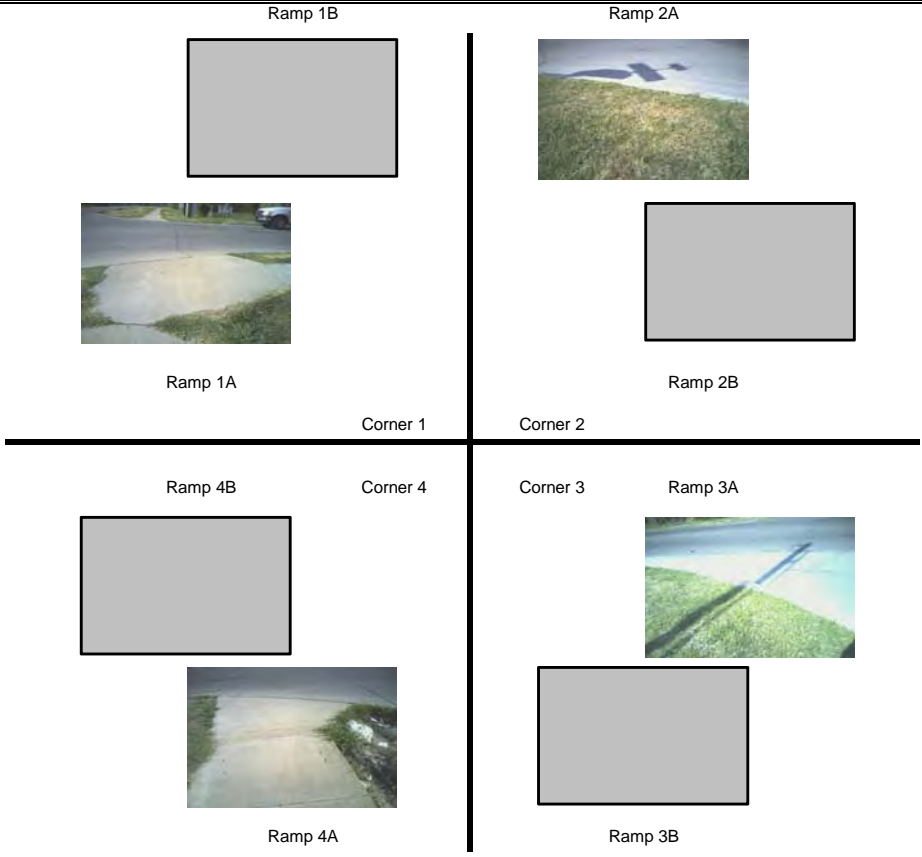 Ramp 1B
Ramp 2A
Ramp 1A
Ramp 2B
Corner 1
Corner 2
Ramp 4B
Corner 4
Corner 3
Ramp 3A
Ramp 4A
Ramp 3B